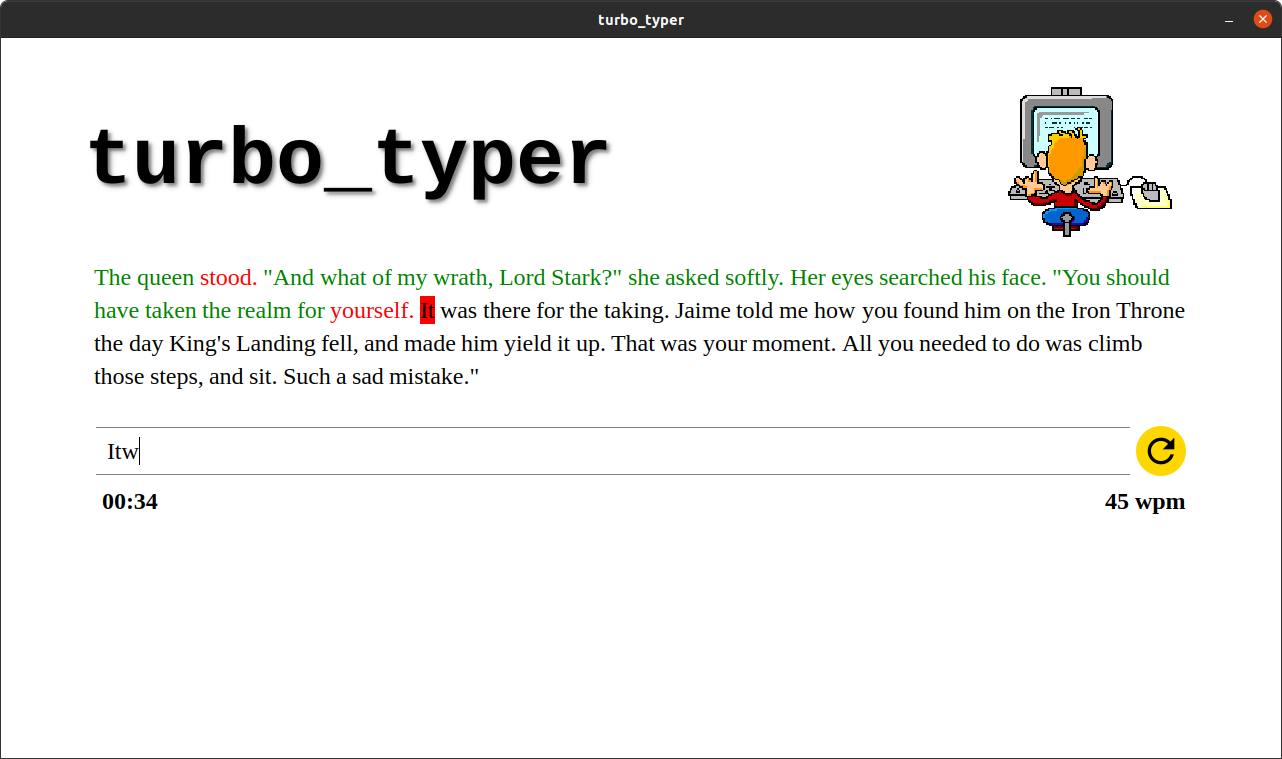 turbo_typer
turbo_typer
The queen stood. "And what of my wrath, Lord Stark?" she asked softly. Her eyes searched his face. "You should
have taken the realm for yourself. It was there for the taking. Jaime told me how you found him on the Iron Throne
the day King's Landing fell, and made him yield it up. That was your moment. All you needed to do was climb
those steps, and sit. Such a sad mistake."
Itw
00:34
45 wpm